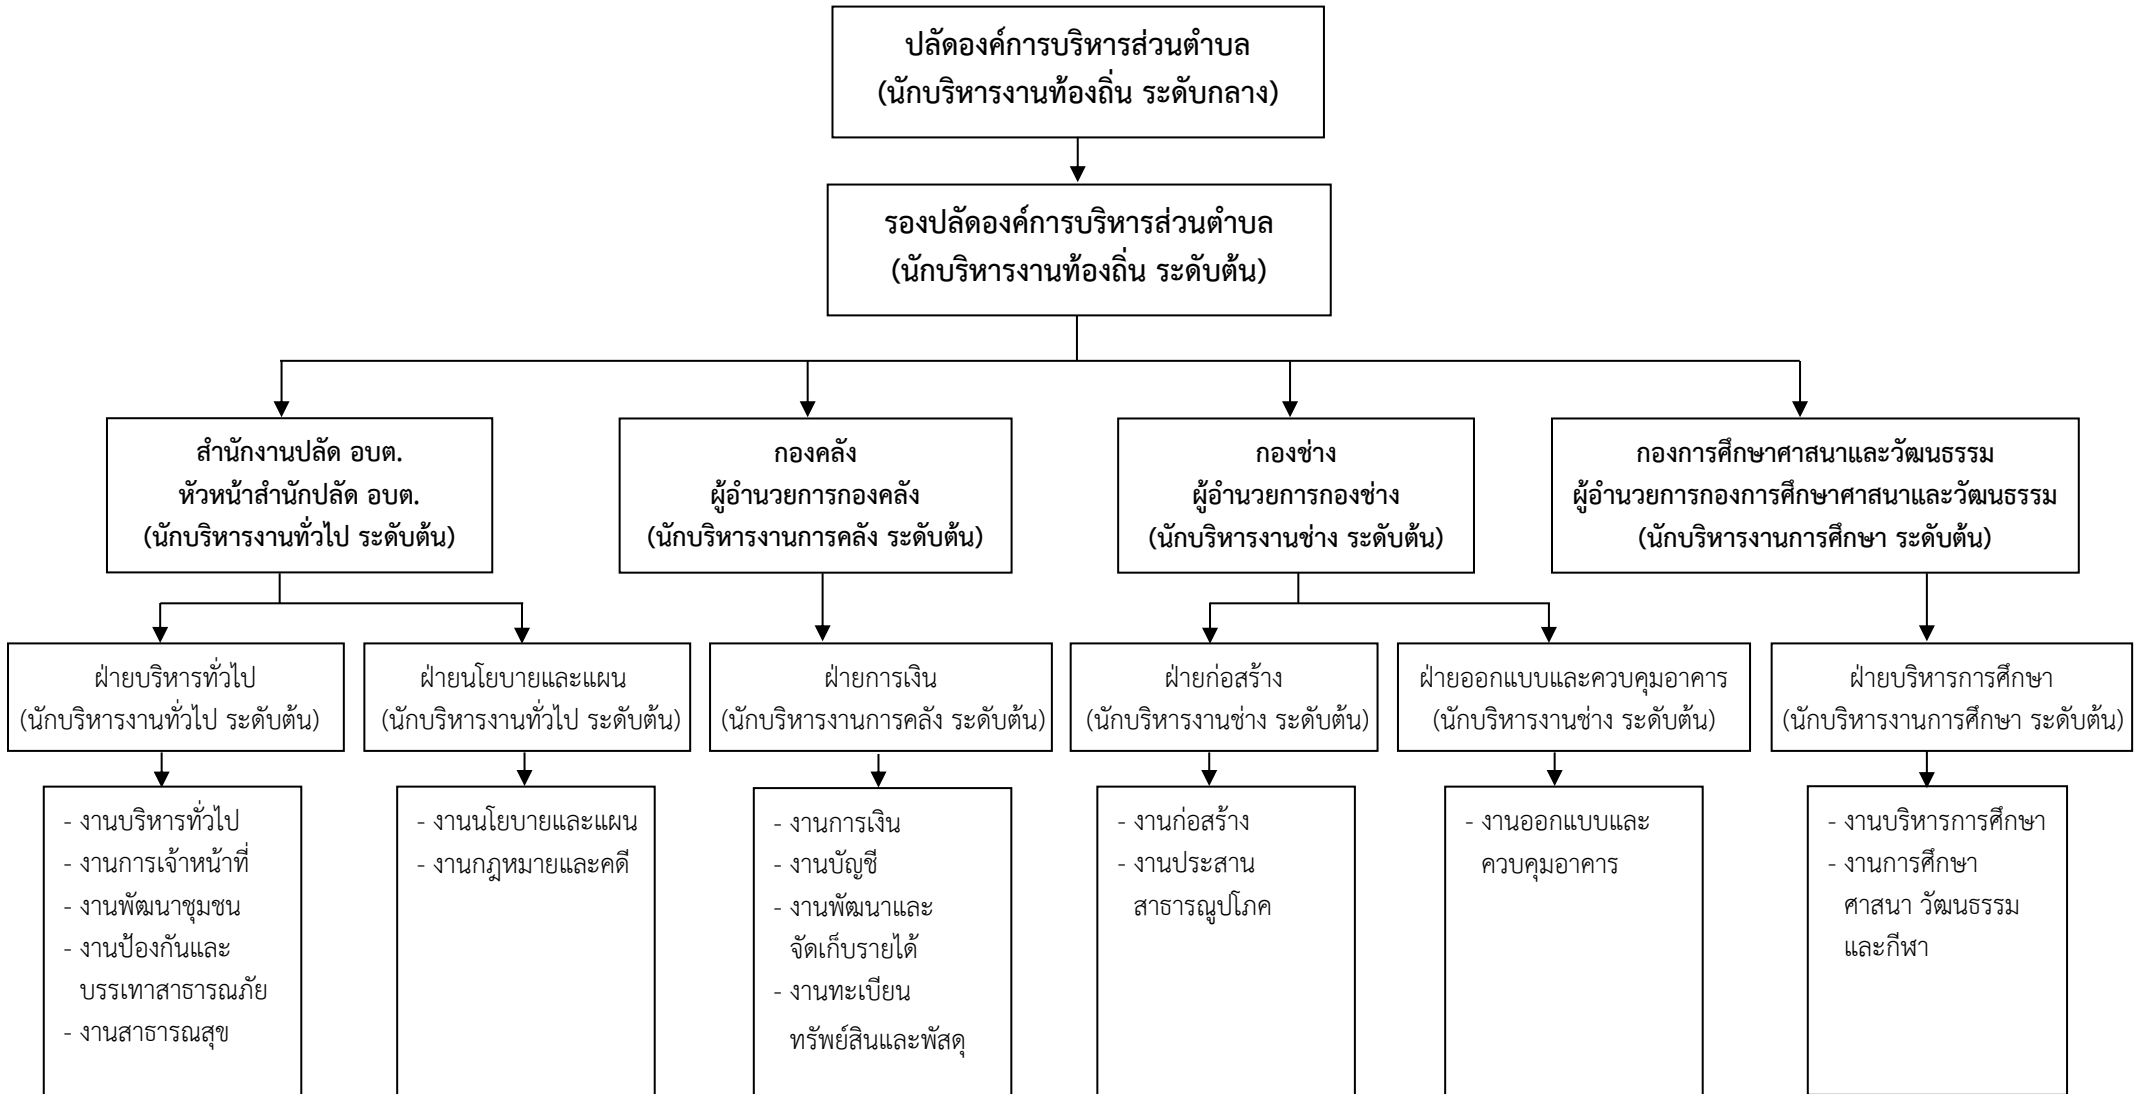 ปลัดองค์การบริหารส่วนตำบล
(นักบริหารงานท้องถิ่น ระดับกลาง)
รองปลัดองค์การบริหารส่วนตำบล
(นักบริหารงานท้องถิ่น ระดับต้น)
สำนักงานปลัด อบต.
หัวหน้าสำนักปลัด อบต.
(นักบริหารงานทั่วไป ระดับต้น)
กองคลัง
ผู้อำนวยการกองคลัง
(นักบริหารงานการคลัง ระดับต้น)
กองช่าง
ผู้อำนวยการกองช่าง
(นักบริหารงานช่าง ระดับต้น)
กองการศึกษาศาสนาและวัฒนธรรม
ผู้อำนวยการกองการศึกษาศาสนาและวัฒนธรรม
(นักบริหารงานการศึกษา ระดับต้น)
ฝ่ายบริหารทั่วไป
(นักบริหารงานทั่วไป ระดับต้น)
ฝ่ายนโยบายและแผน
(นักบริหารงานทั่วไป ระดับต้น)
ฝ่ายการเงิน
(นักบริหารงานการคลัง ระดับต้น)
ฝ่ายก่อสร้าง
(นักบริหารงานช่าง ระดับต้น)
ฝ่ายออกแบบและควบคุมอาคาร
(นักบริหารงานช่าง ระดับต้น)
ฝ่ายบริหารการศึกษา
(นักบริหารงานการศึกษา ระดับต้น)
- งานบริหารทั่วไป
- งานการเจ้าหน้าที่
- งานพัฒนาชุมชน
- งานป้องกันและ
บรรเทาสาธารณภัย
- งานสาธารณสุข
- งานนโยบายและแผน
- งานกฎหมายและคดี
- งานการเงิน
- งานบัญชี
- งานพัฒนาและ
จัดเก็บรายได้
- งานทะเบียน
ทรัพย์สินและพัสดุ
- งานก่อสร้าง
- งานประสาน
สาธารณูปโภค
- งานออกแบบและ
ควบคุมอาคาร
- งานบริหารการศึกษา
- งานการศึกษา
ศาสนา วัฒนธรรม
และกีฬา